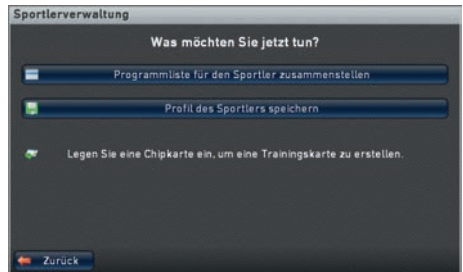 Sportlerverwaltung
Was möchten Sie jetzt tun?
Programmliste für den Sportler zusammenstellen
Profil des Sportlers speichern
Legen Sie eine Chipkarte ein, um eine Trainingskarte zu erstellen.
Zurück